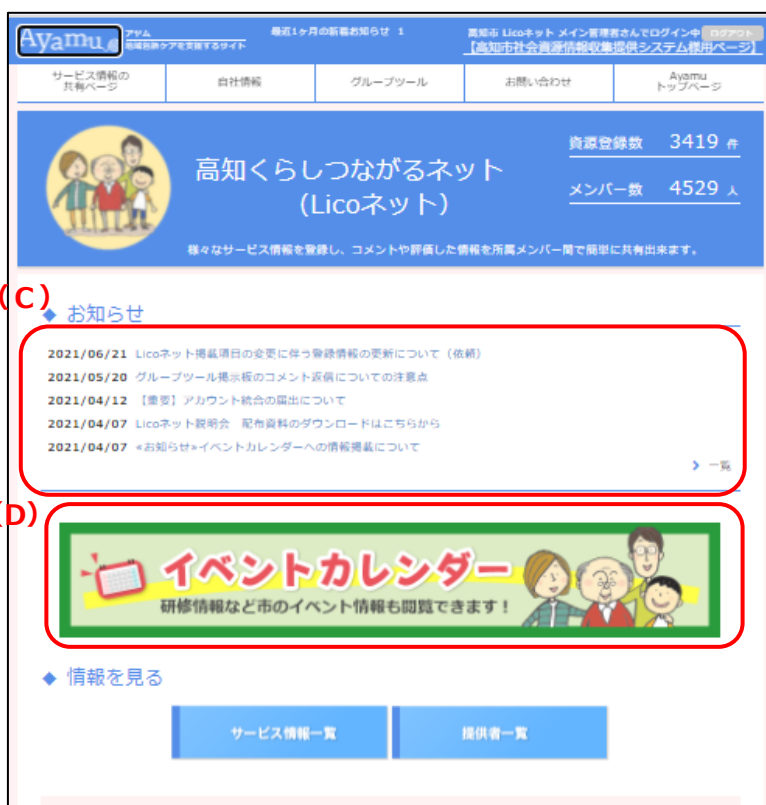 Ayamu
アヤム
地域医療ケアを支援するサイト
最近1ヶ月の新着お知らせ 1
高知市 Licoネット メイン管理者さんでログイン中 ログアウト
【高知市社会資源情報収集提供システム様用ページ】
サービス情報の
共有ページ
自社情報
グループツール
お問い合わせ
Ayamu
トップページ
高知くらしつながるネット
(Licoネット)
資源登録数 3419 件
メンバー数 4529 人
様々なサービス情報を登録し、コメントや評価した情報を所属メンバー間で簡単に共有出来ます。
(C)
◆ お知らせ
2021/06/21 Licoネット掲載項目の変更に伴う登録情報の更新について（依頼）
2021/05/20 グループツール掲示板のコメント返信についての注意点
2021/04/12 【重要】アカウント統合の届出について
2021/04/07 Licoネット説明会 配布資料のダウンロードはこちらから
2021/04/07 «お知らせ»イベントカレンダーへの情報掲載について
> 一覧
(D)
イベントカレンダー
研修情報など市のイベント情報も閲覧できます！
◆ 情報を見る
サービス情報一覧
提供者一覧